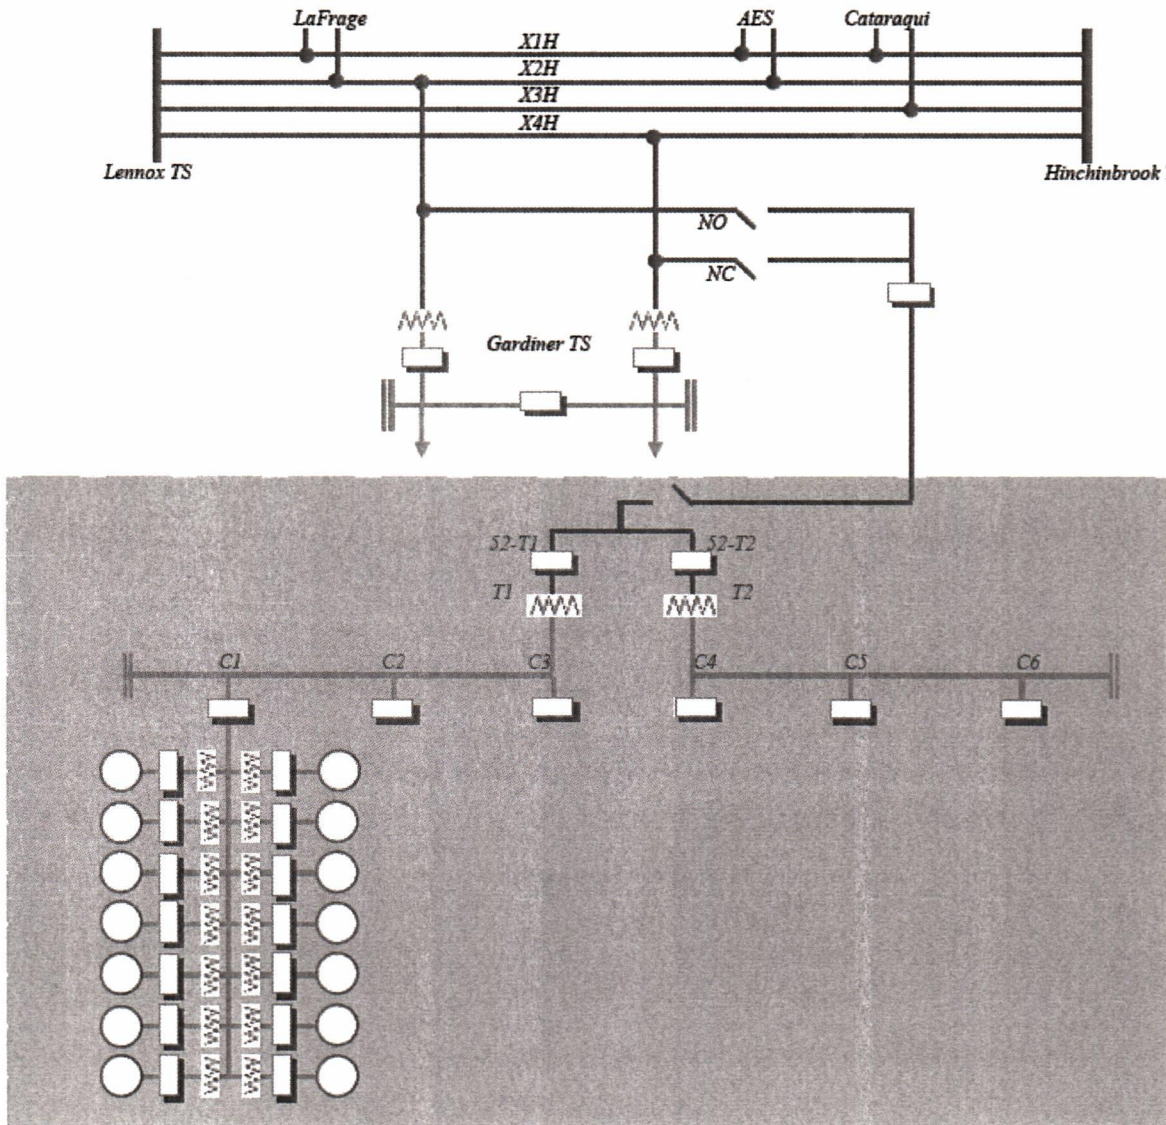 LaFrage
AES
Cataraqui
X1H
X2H
X3H
X4H
Lennox TS
Hinchinbrook
NO
NC
Gardiner TS
52-T1
52-T2
T1
T2
C1
C2
C3
C4
C5
C6